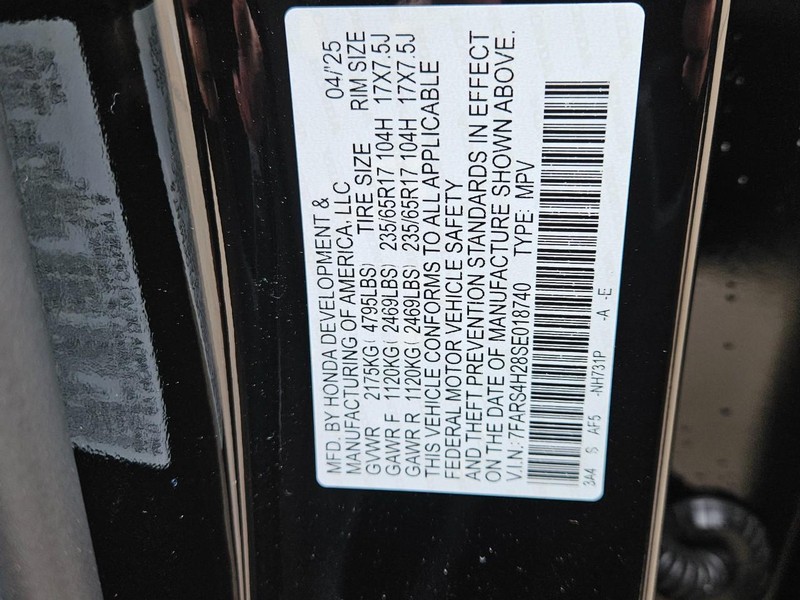 MFD. BY HONDA DEVELOPMENT &
MANUFACTURING OF AMERICA, LLC 04/'25
GVWR 2175KG( 4795LBS) TIRE SIZE RIM SIZE
GAWR F 1120KG( 2469LBS) 235/65R17 104H 17X7.5J
GAWR R 1120KG( 2469LBS) 235/65R17 104H 17X7.5J
THIS VEHICLE CONFORMS TO ALL APPLICABLE
FEDERAL MOTOR VEHICLE SAFETY
AND THEFT PREVENTION STANDARDS IN EFFECT
ON THE DATE OF MANUFACTURE SHOWN ABOVE.
V.I.N.: 7FARS4H28SE018740 TYPE: MPV
3A4 S AF5 -NH731P -A -E